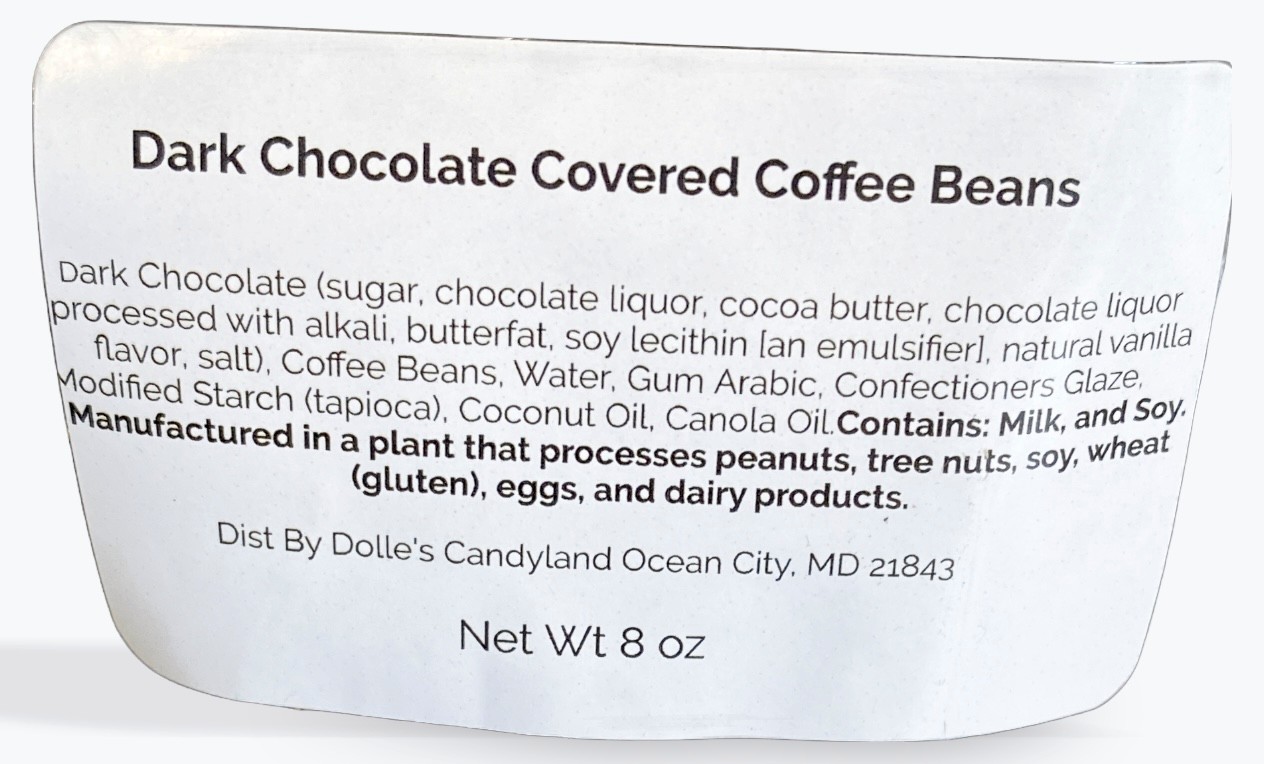 Dark Chocolate Covered Coffee Beans
Dark Chocolate (sugar, chocolate liquor, cocoa butter, chocolate liquor
processed with alkali, butterfat, soy lecithin [an emulsifier], natural vanilla
flavor, salt), Coffee Beans, Water, Gum Arabic, Confectioners Glaze,
Modified Starch (tapioca), Coconut Oil, Canola Oil.Contains: Milk, and Soy.
Manufactured in a plant that processes peanuts, tree nuts, soy, wheat
(gluten), eggs, and dairy products.
Dist By Dolle's Candyland Ocean City, MD 21843
Net Wt 8 oz